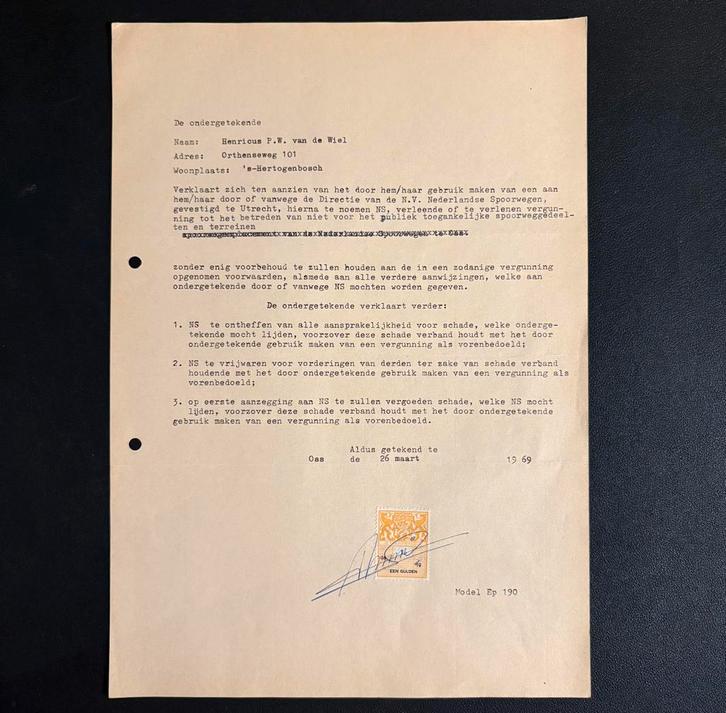 De ondergetekende
Naam: Henricus P.W. van de Wiel
Adres: Orthenseweg 101
Woonplaats: 's-Hertogenbosch
Verklaart zich ten aanzien van het door hem/haar gebruik maken van een aan
hem/haar door of vanwege de Directie van de N.V. Nederlandse Spoorwegen,
gevestigd te Utrecht, hierna te noemen NS, verleende of te verlenen vergun-
ning tot het betreden van niet voor het publiek toegankelijke spoorweggedeel-
ten en terreinen
zonder enig voorbehoud te zullen houden aan de in een zodanige vergunning
opgenomen voorwaarden, alsmede aan alle verdere aanwijzingen, welke aan
ondergetekende door of vanwege NS mochten worden gegeven.
De ondergetekende verklaart verder:
1. NS te ontheffen van alle aansprakelijkheid voor schade, welke onderge-
tekende mocht lijden, voorzover deze schade verband houdt met het door
ondergetekende gebruik maken van een vergunning als vorenbedoeld;
2. NS te vrijwaren voor vorderingen van derden ter zake van schade verband
houdende met het door ondergetekende gebruik maken van een vergunning als
vorenbedoeld;
3. op eerste aanzegging aan NS te zullen vergoeden schade, welke NS mocht
lijden, voorzover deze schade verband houdt met het door ondergetekende
gebruik maken van een vergunning als vorenbedoeld.
Aldus getekend te
Oss de 26 maart 1969
EEN GULDEN
Model Ep 190